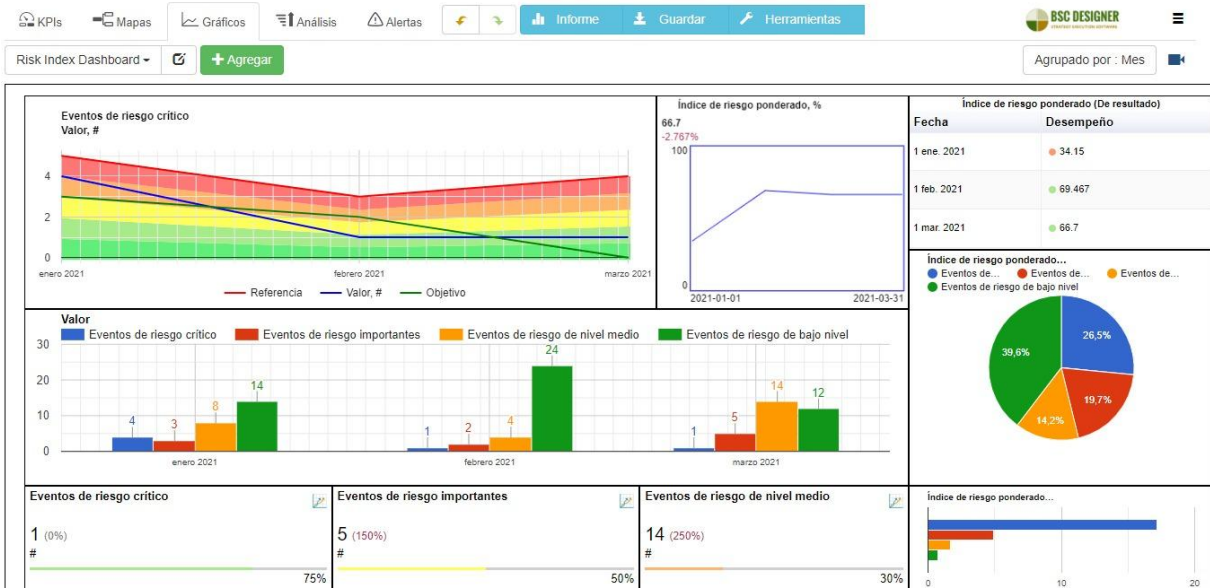 KPIs Mapas Gráficos Análisis Alertas Informe Guardar Herramientas BSC DESIGNER
Risk Index Dashboard Agregar Agrupado por : Mes
Eventos de riesgo crítico
Valor, #
4
2
0
enero 2021 febrero 2021 marzo 2021
Referencia Valor, # Objetivo
Índice de riesgo ponderado, %
66.7
-2.767%
100
0
2021-01-01 2021-03-31
Índice de riesgo ponderado (De resultado)
Fecha Desempeño
1 ene. 2021 34.15
1 feb. 2021 69.467
1 mar. 2021 66.7
Índice de riesgo ponderado...
Eventos de... Eventos de... Eventos de...
Eventos de riesgo de bajo nivel
26,5%
39,6%
19,7%
14,2%
Valor
Eventos de riesgo crítico Eventos de riesgo importantes Eventos de riesgo de nivel medio Eventos de riesgo de bajo nivel
30
20
10
0
4 3 8 14
1 2 4 24
1 5 14 12
enero 2021 febrero 2021 marzo 2021
Eventos de riesgo crítico
1 (0%)
#
75%
Eventos de riesgo importantes
5 (150%)
#
50%
Eventos de riesgo de nivel medio
14 (250%)
#
30%
Índice de riesgo ponderado...
0 10 20